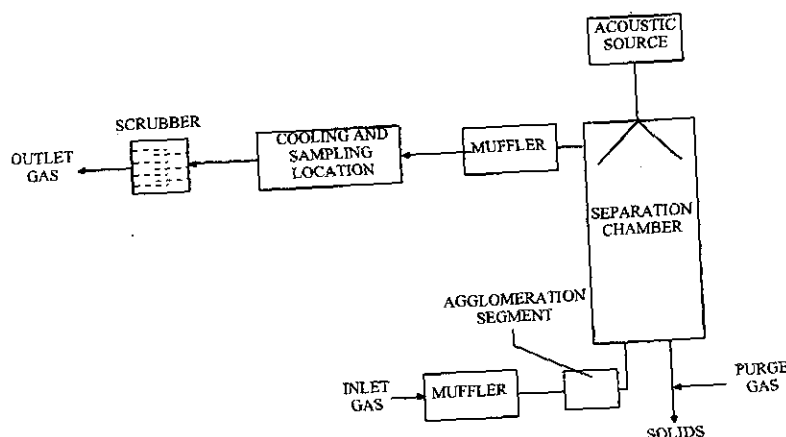 ACOUSTIC
SOURCE
SCRUBBER
OUTLET
GAS
COOLING AND
SAMPLING
LOCATION
MUFFLER
SEPARATION
CHAMBER
AGGLOMERATION
SEGMENT
INLET
GAS
MUFFLER
PURGE
GAS
SOLIDS